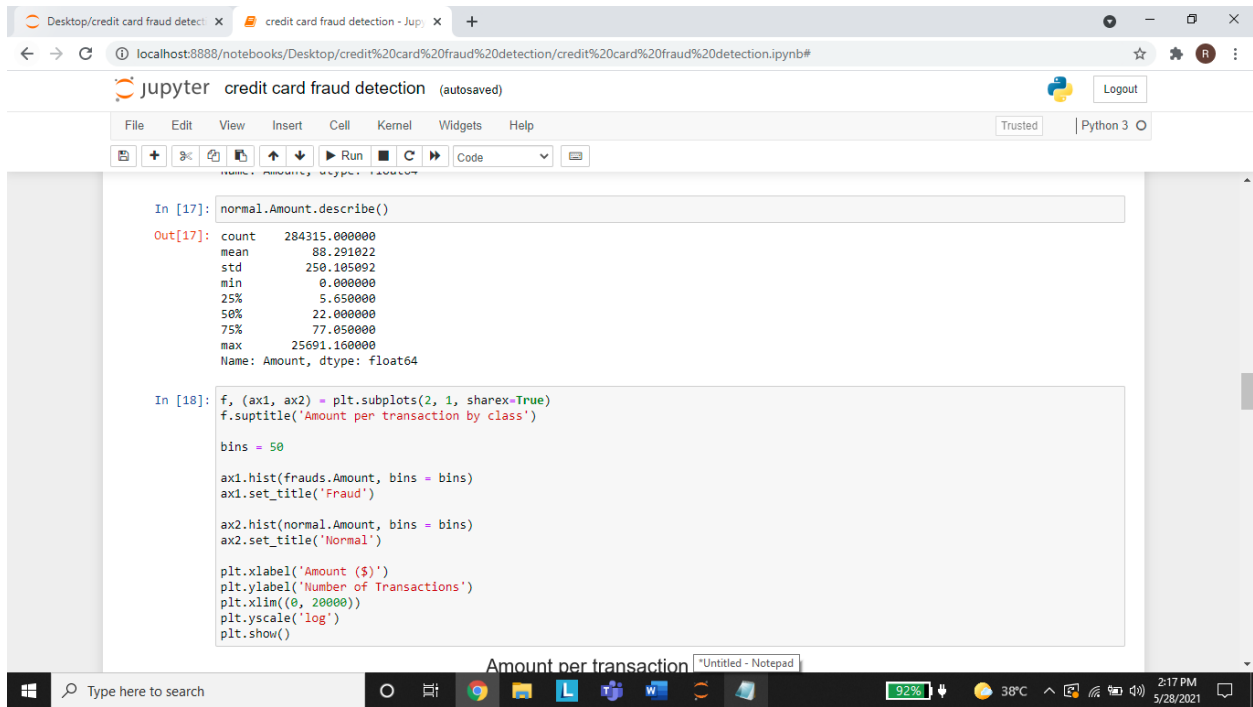 Desktop/credit card fraud detecti
credit card fraud detection - Jup
localhost:8888/notebooks/Desktop/credit%20card%20fraud%20detection/credit%20card%20fraud%20detection.ipynb#
R
jupyter credit card fraud detection (autosaved)
Logout
File Edit View Insert Cell Kernel Widgets Help
Trusted
Python 3
Run
Code
Name: Amount, dtype: float64
In [17]: normal.Amount.describe()
Out[17]: count 284315.000000
mean 88.291022
std 250.105092
min 0.000000
25% 5.650000
50% 22.000000
75% 77.050000
max 25691.160000
Name: Amount, dtype: float64
In [18]: f, (ax1, ax2) = plt.subplots(2, 1, sharex=True)
f.suptitle('Amount per transaction by class')
bins = 50
ax1.hist(frauds.Amount, bins = bins)
ax1.set_title('Fraud')
ax2.hist(normal.Amount, bins = bins)
ax2.set_title('Normal')
plt.xlabel('Amount ($)')
plt.ylabel('Number of Transactions')
plt.xlim((0, 20000))
plt.yscale('log')
plt.show()
Amount per transaction
*Untitled - Notepad
Type here to search
L
W
92%
38°C
2:17 PM
5/28/2021